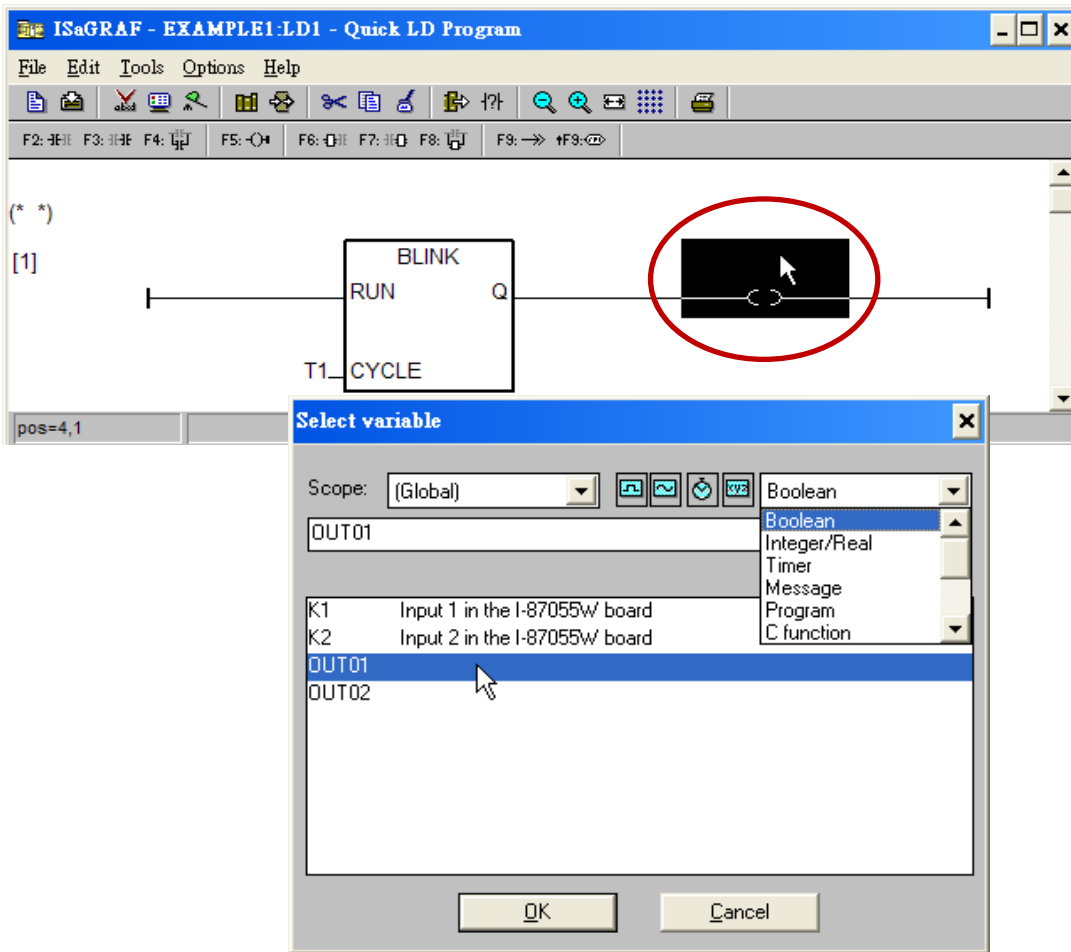 ISaGRAF - EXAMPLE1:LD1 - Quick LD Program
File Edit Tools Options Help
F2: F3: F4: F5: F6: F7: F8: F9: F9:
(* *)
[1]
BLINK
RUN Q
T1 CYCLE
pos=4,1
Select variable
Scope: (Global) Boolean
OUT01
Boolean
Integer/Real
Timer
Message
Program
C function
K1 Input 1 in the I-87055W board
K2 Input 2 in the I-87055W board
OUT01
OUT02
OK Cancel